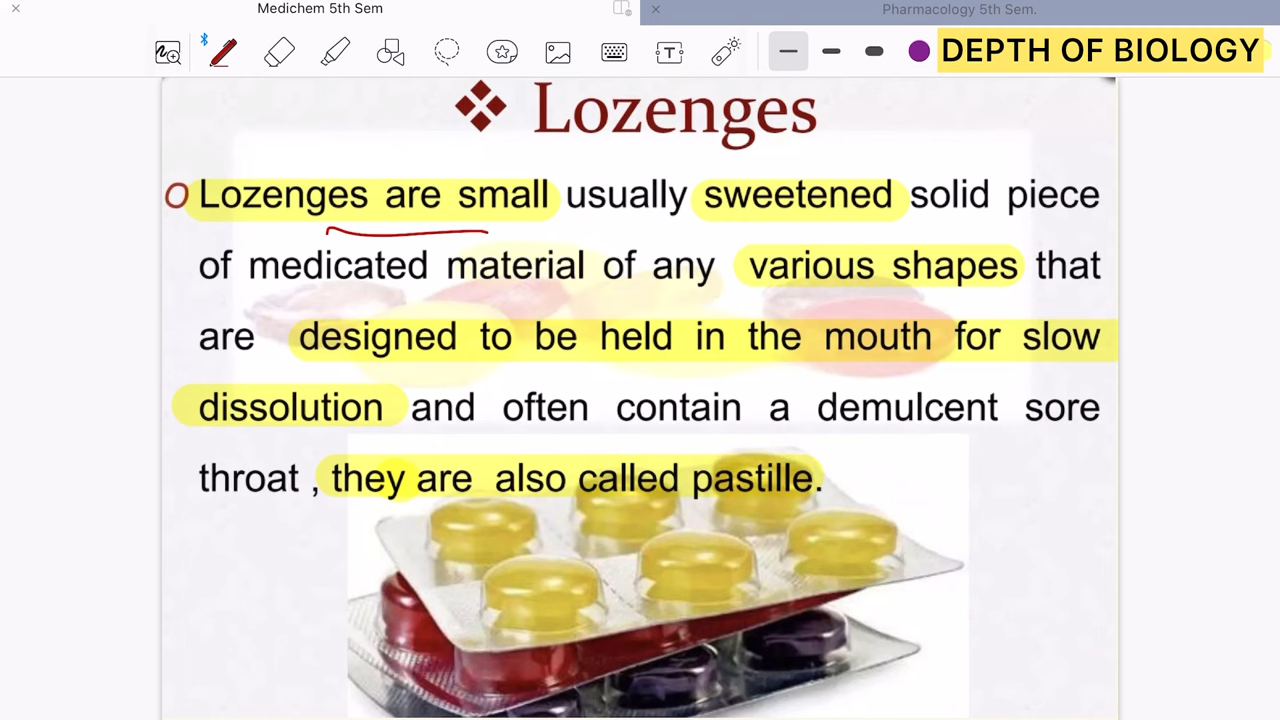 Medichem 5th Sem
Pharmacology 5th Sem.
DEPTH OF BIOLOGY
❖ Lozenges
Lozenges are small usually sweetened solid piece
of medicated material of any various shapes that
are designed to be held in the mouth for slow
dissolution and often contain a demulcent sore
throat , they are also called pastille.